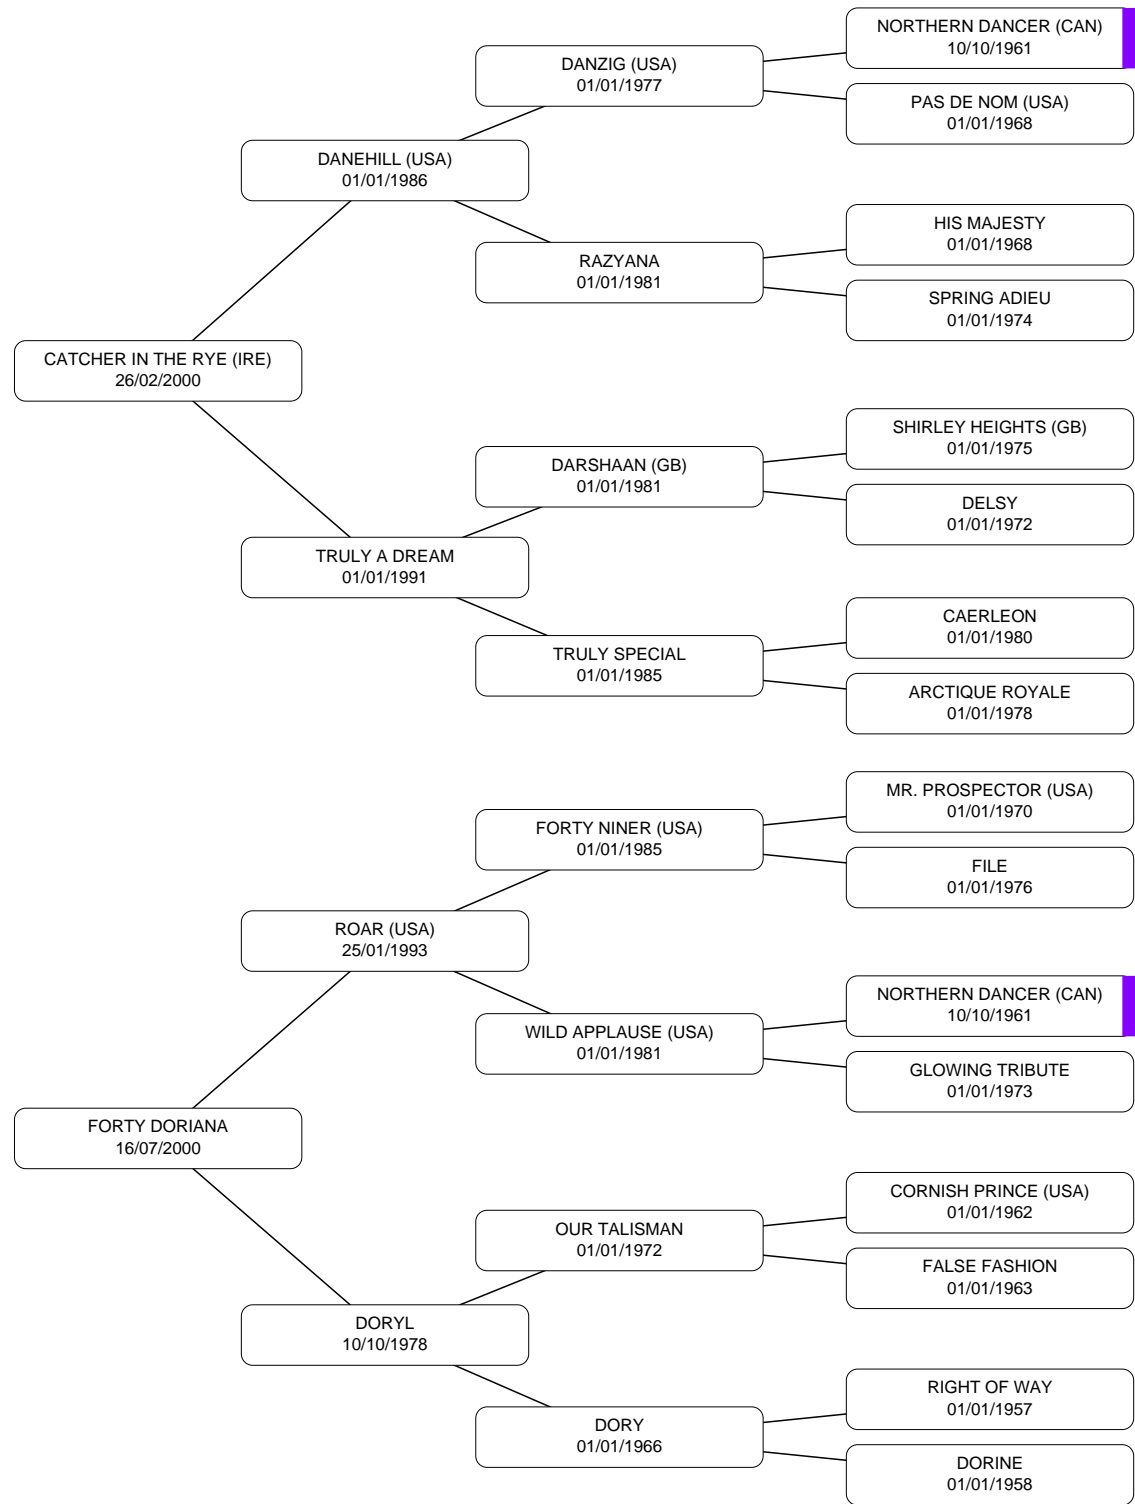 NORTHERN DANCER (CAN)
10/10/1961
DANZIG (USA)
01/01/1977
PAS DE NOM (USA)
01/01/1968
DANEHILL (USA)
01/01/1986
HIS MAJESTY
01/01/1968
RAZYANA
01/01/1981
SPRING ADIEU
01/01/1974
CATCHER IN THE RYE (IRE)
26/02/2000
SHIRLEY HEIGHTS (GB)
01/01/1975
DARSHAAN (GB)
01/01/1981
DELSY
01/01/1972
TRULY A DREAM
01/01/1991
CAERLEON
01/01/1980
TRULY SPECIAL
01/01/1985
ARCTIQUE ROYALE
01/01/1978
MR. PROSPECTOR (USA)
01/01/1970
FORTY NINER (USA)
01/01/1985
FILE
01/01/1976
ROAR (USA)
25/01/1993
NORTHERN DANCER (CAN)
10/10/1961
WILD APPLAUSE (USA)
01/01/1981
GLOWING TRIBUTE
01/01/1973
FORTY DORIANA
16/07/2000
CORNISH PRINCE (USA)
01/01/1962
OUR TALISMAN
01/01/1972
FALSE FASHION
01/01/1963
DORYL
10/10/1978
RIGHT OF WAY
01/01/1957
DORY
01/01/1966
DORINE
01/01/1958